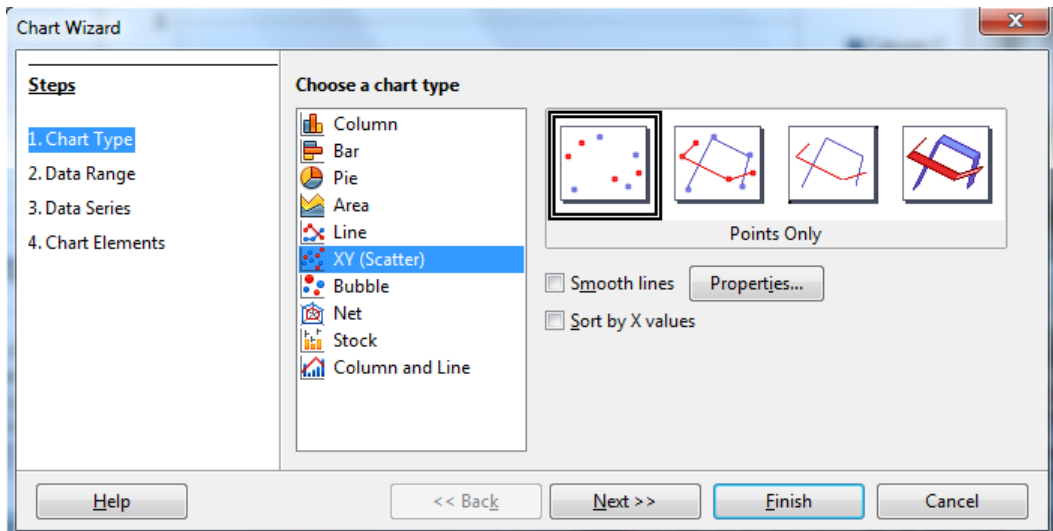 Chart Wizard
Steps
1. Chart Type
2. Data Range
3. Data Series
4. Chart Elements
Choose a chart type
Column
Bar
Pie
Area
Line
XY (Scatter)
Bubble
Net
Stock
Column and Line
Points Only
Smooth lines
Properties...
Sort by X values
Help
<< Back
Next >>
Finish
Cancel